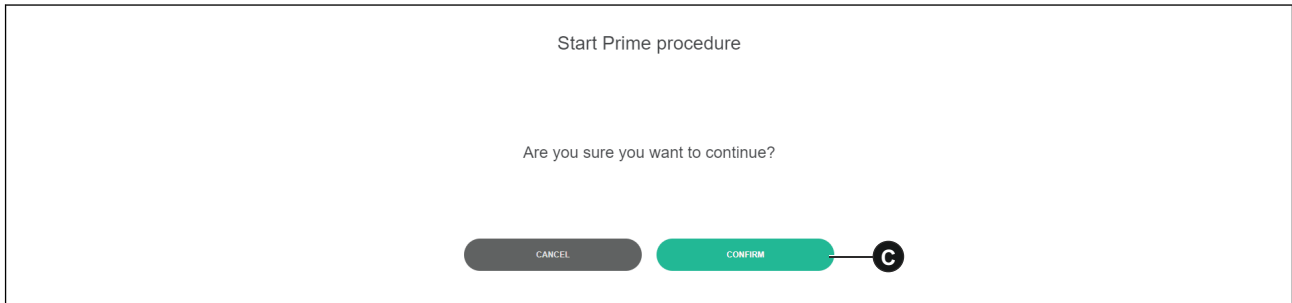 Start Prime procedure
Are you sure you want to continue?
CANCEL CONFIRM C